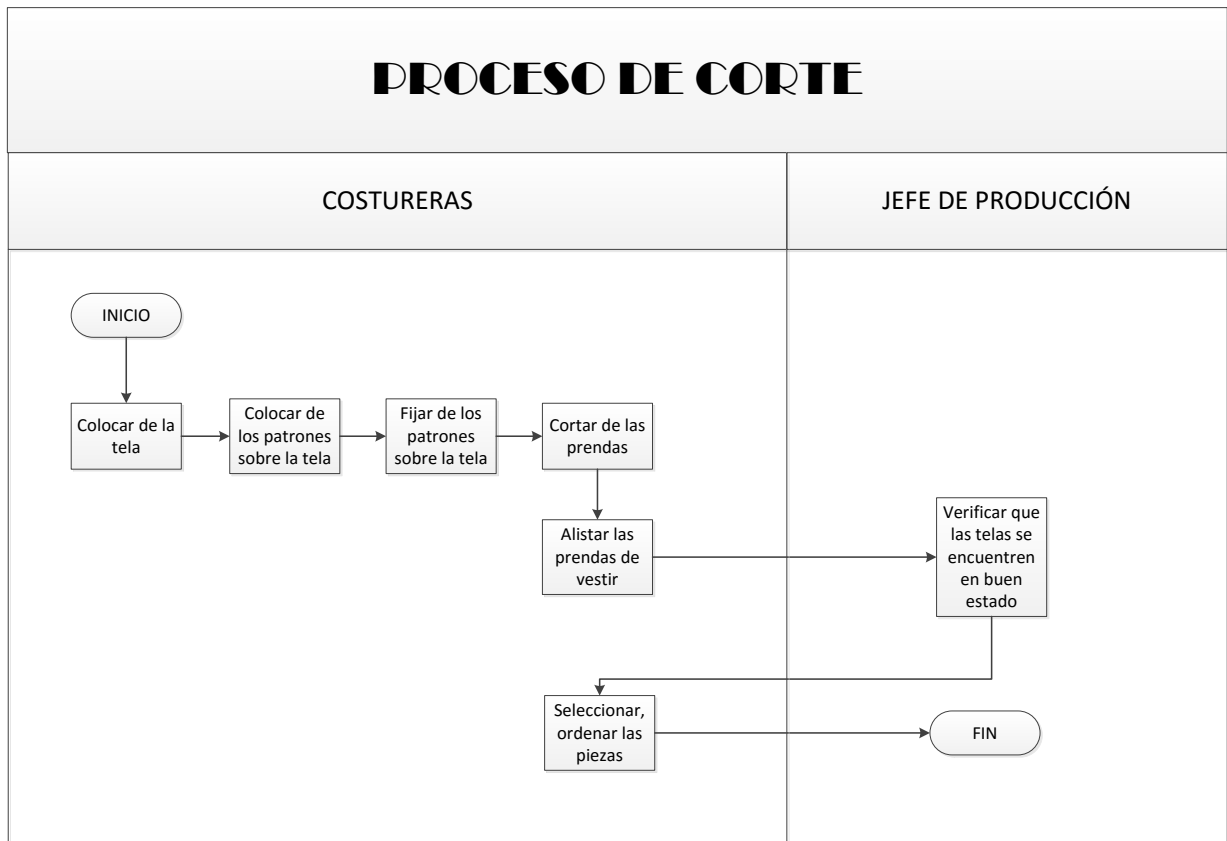 PROCESO DE CORTE
COSTURERAS
JEFE DE PRODUCCIÓN
INICIO
Colocar de la
tela
Colocar de
los patrones
sobre la tela
Fijar de los
patrones
sobre la tela
Cortar de las
prendas
Alistar las
prendas de
vestir
Verificar que
las telas se
encuentren
en buen
estado
Seleccionar,
ordenar las
piezas
FIN